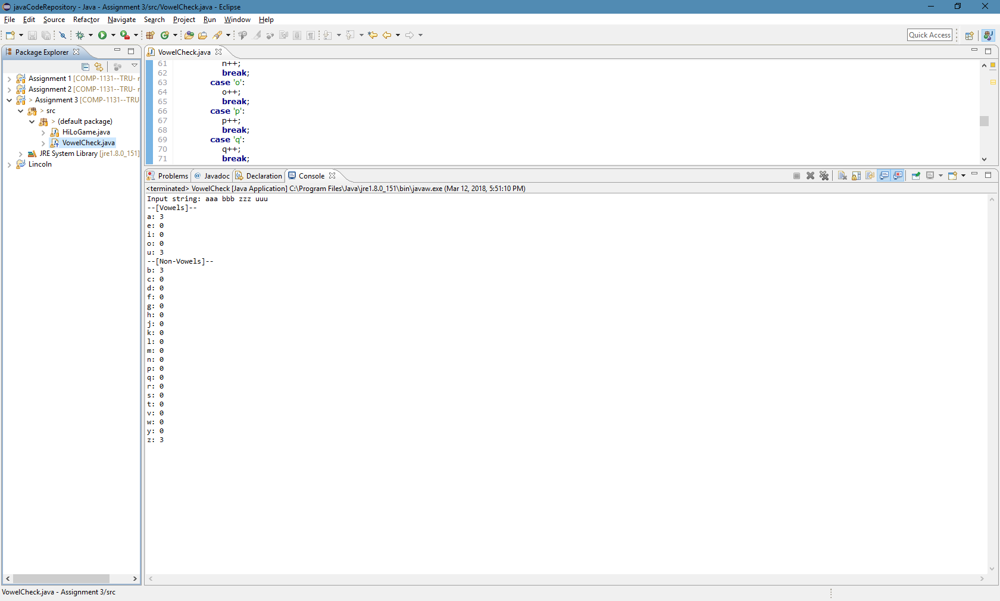 javaCodeRepository - Java - Assignment 3/src/VowelCheck.java - Eclipse
File Edit Source Refactor Navigate Search Project Run Window Help
Quick Access
Package Explorer
Assignment 1 [COMP-1131--TRU- r
Assignment 2 [COMP-1131--TRU- r
> Assignment 3 [COMP-1131--TRU
> src
> (default package)
HiLoGame.java
VowelCheck.java
JRE System Library [jre1.8.0_151]
Lincoln
VowelCheck.java
61 n++;
62 break;
63 case 'o':
64 o++;
65 break;
66 case 'p':
67 p++;
68 break;
69 case 'q':
70 q++;
71 break;
Problems @ Javadoc Declaration Console
<terminated> VowelCheck [Java Application] C:\Program Files\Java\jre1.8.0_151\bin\javaw.exe (Mar 12, 2018, 5:51:10 PM)
Input string: aaa bbb zzz uuu
--[Vowels]--
a: 3
e: 0
i: 0
o: 0
u: 3
--[Non-Vowels]--
b: 3
c: 0
d: 0
f: 0
g: 0
h: 0
j: 0
k: 0
l: 0
m: 0
n: 0
p: 0
q: 0
r: 0
s: 0
t: 0
v: 0
w: 0
y: 0
z: 3
VowelCheck.java - Assignment 3/src